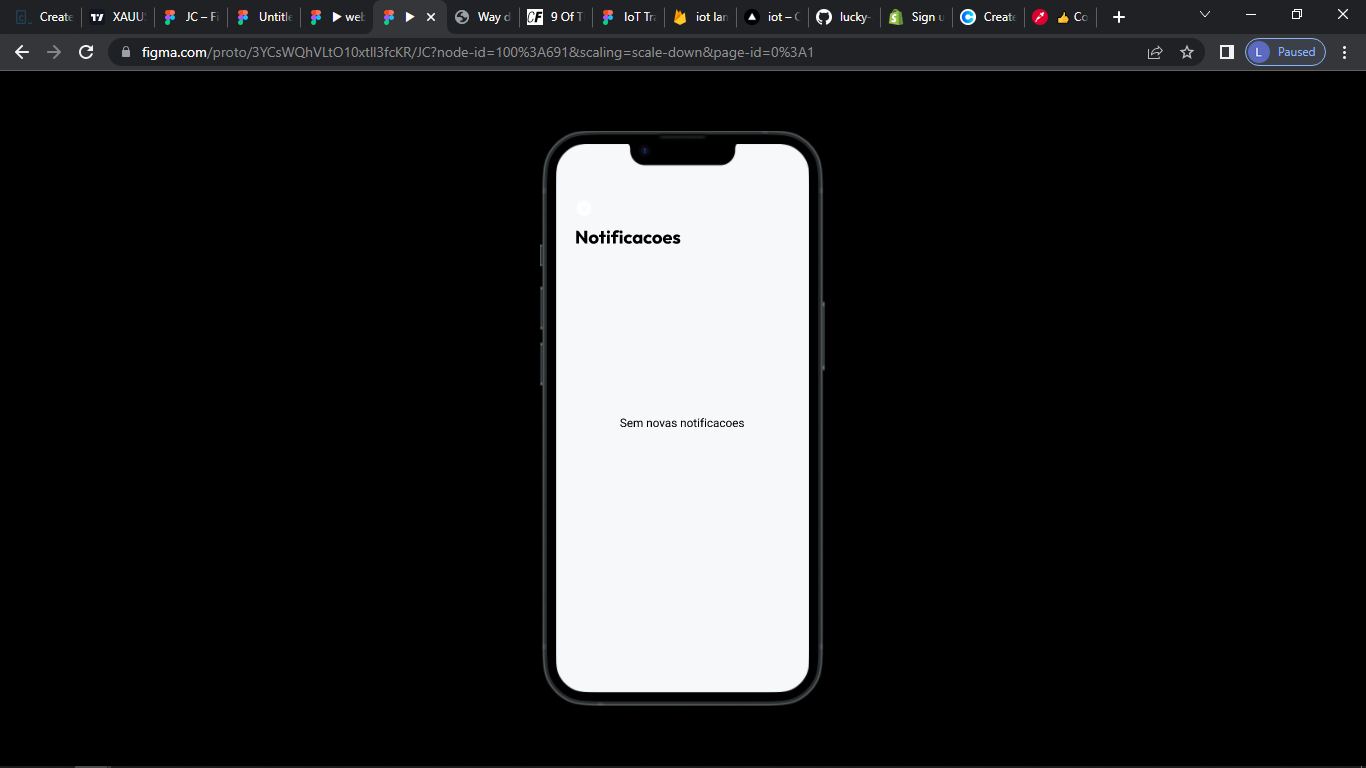 Create
XAUU
JC – Fi
Untitle
web
Way d
CF
9 Of T
IoT Tra
iot lan
iot – C
lucky-
Sign u
Create
Co
figma.com/proto/3YCsWQhVLtO10xtIl3fcKR/JC?node-id=100%3A691&scaling=scale-down&page-id=0%3A1
L
Paused
Notificacoes
Sem novas notificacoes